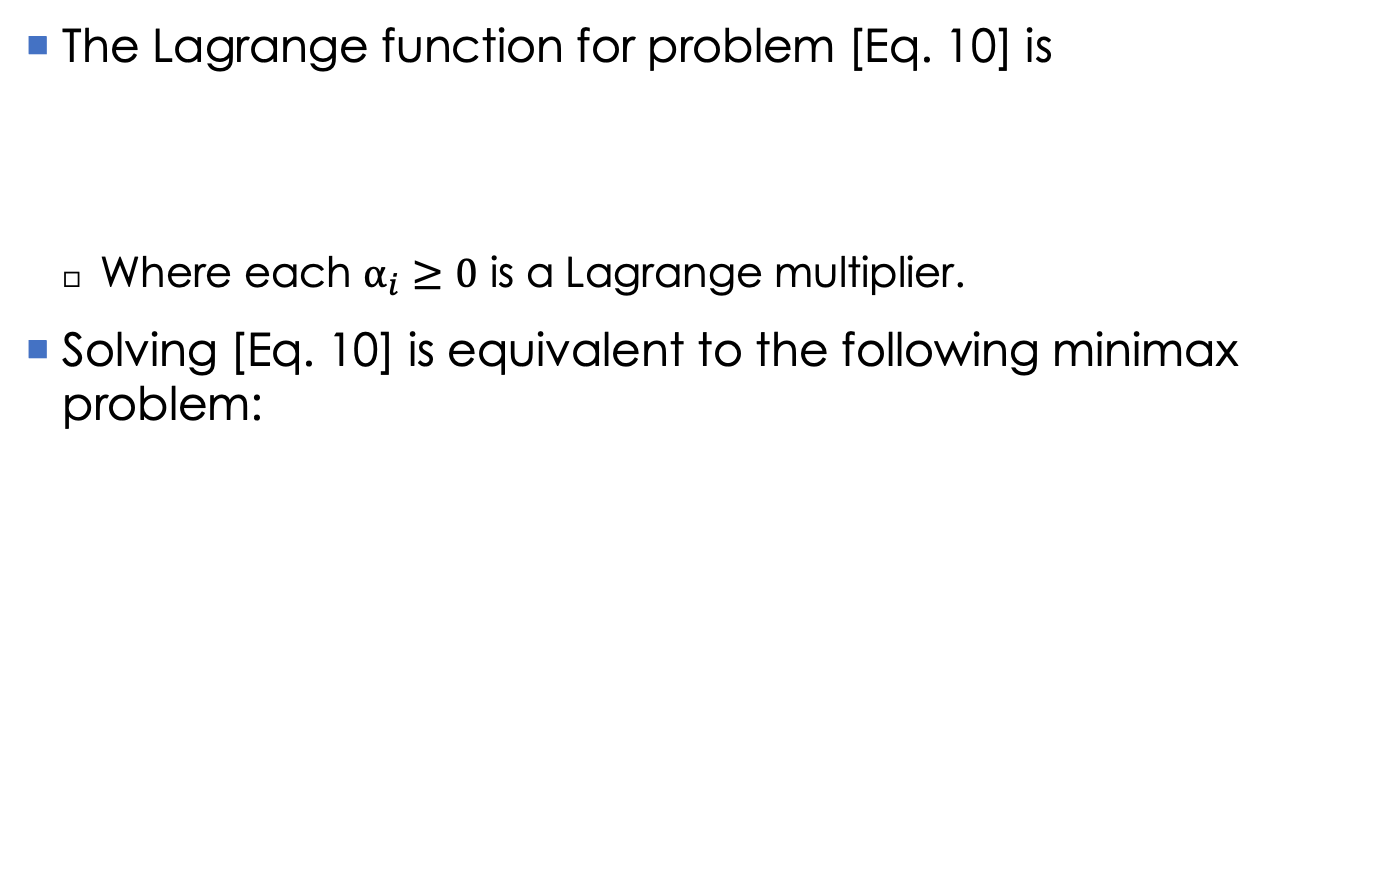 The Lagrange function for problem [Eq. 10] is
Where each αᵢ ≥ 0 is a Lagrange multiplier.
Solving [Eq. 10] is equivalent to the following minimax
problem: